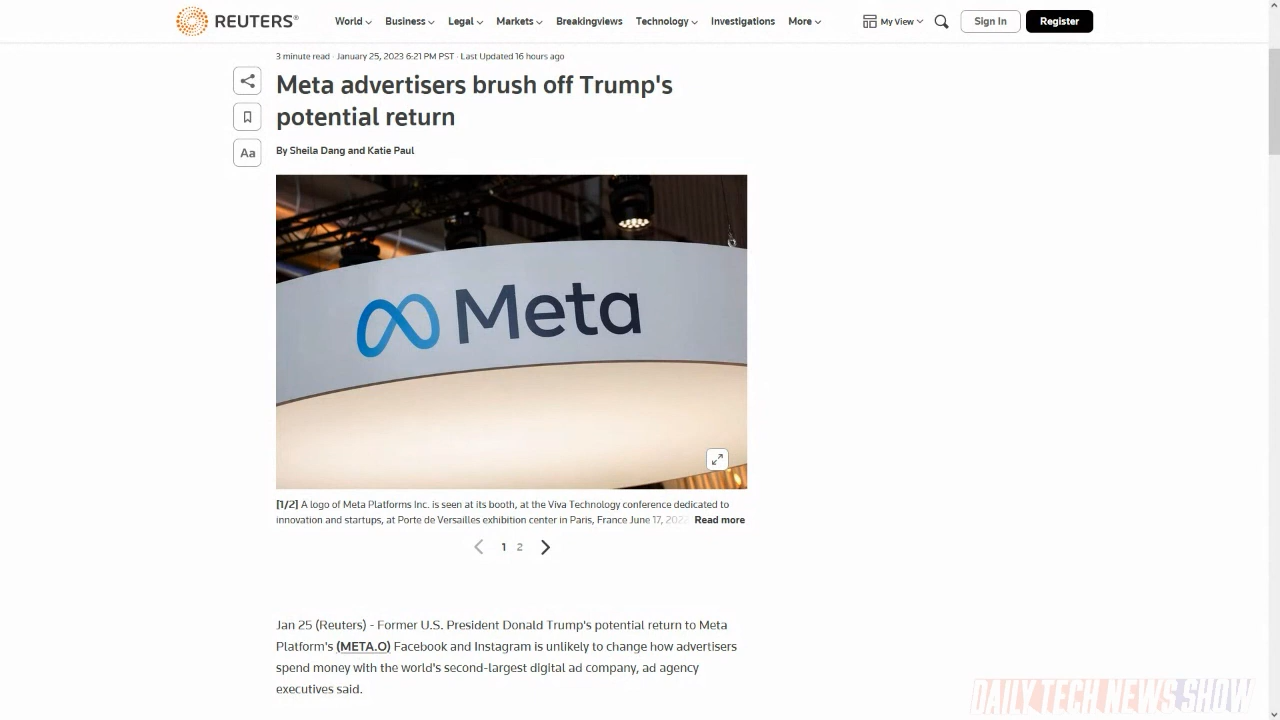 REUTERS®
World Business Legal Markets Breakingviews Technology Investigations More
My View
Sign In
Register
3 minute read · January 25, 2023 6:21 PM PST · Last Updated 16 hours ago
Meta advertisers brush off Trump's
potential return
By Sheila Dang and Katie Paul
Aa
Meta
[1/2] A logo of Meta Platforms Inc. is seen at its booth, at the Viva Technology conference dedicated to
innovation and startups, at Porte de Versailles exhibition center in Paris, France June 17, Read more
1 2
Jan 25 (Reuters) - Former U.S. President Donald Trump's potential return to Meta
Platform's (META.O) Facebook and Instagram is unlikely to change how advertisers
spend money with the world's second-largest digital ad company, ad agency
executives said.
DAILY TECH NEWS SHOW